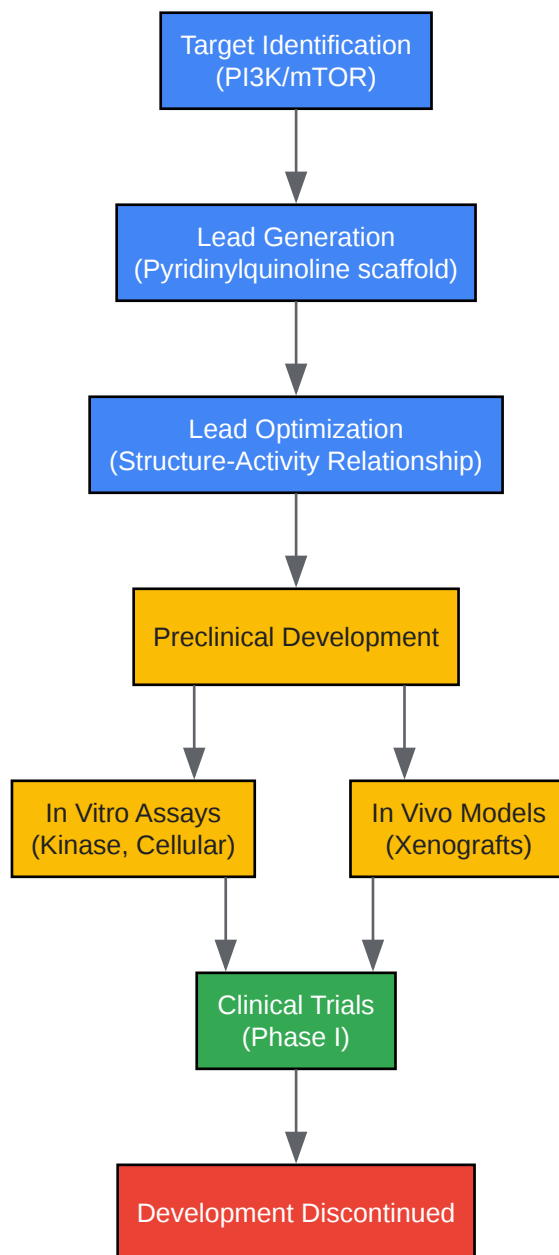 Target Identification
(PI3K/mTOR)
Lead Generation
(Pyridinylquinoline scaffold)
Lead Optimization
(Structure-Activity Relationship)
Preclinical Development
In Vitro Assays
(Kinase, Cellular)
In Vivo Models
(Xenografts)
Clinical Trials
(Phase I)
Development Discontinued